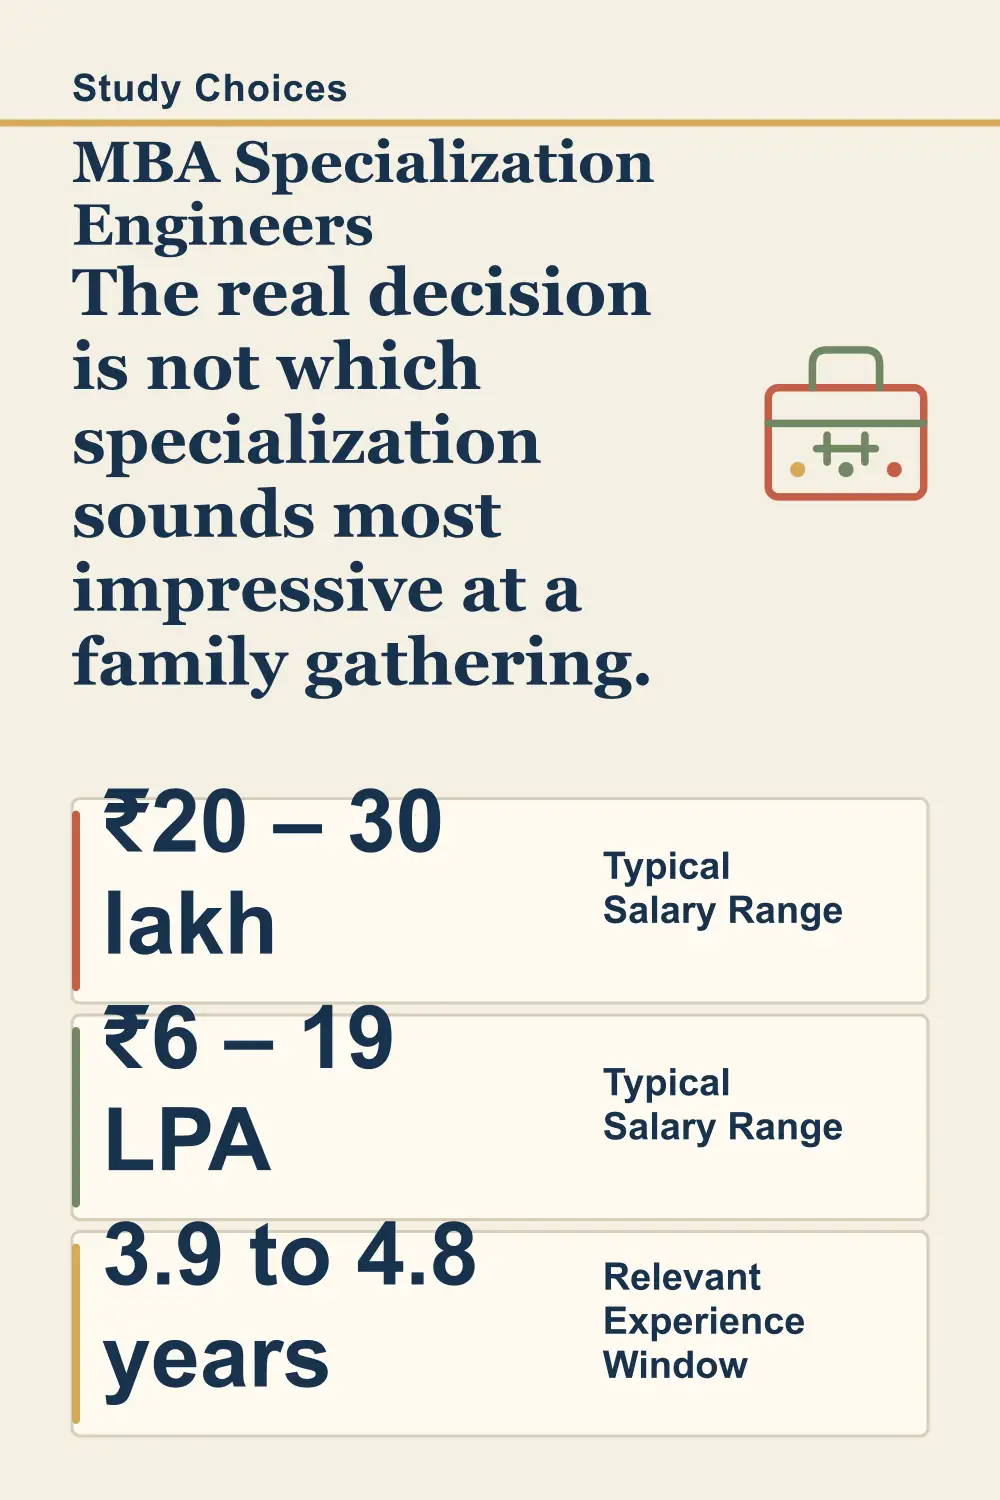 Study Choices
MBA Specialization
Engineers
The real decision
is not which
specialization
sounds most
impressive at a
family gathering.
₹20 – 30
lakh
Typical
Salary Range
₹6 – 19
LPA
Typical
Salary Range
3.9 to 4.8
years
Relevant
Experience
Window